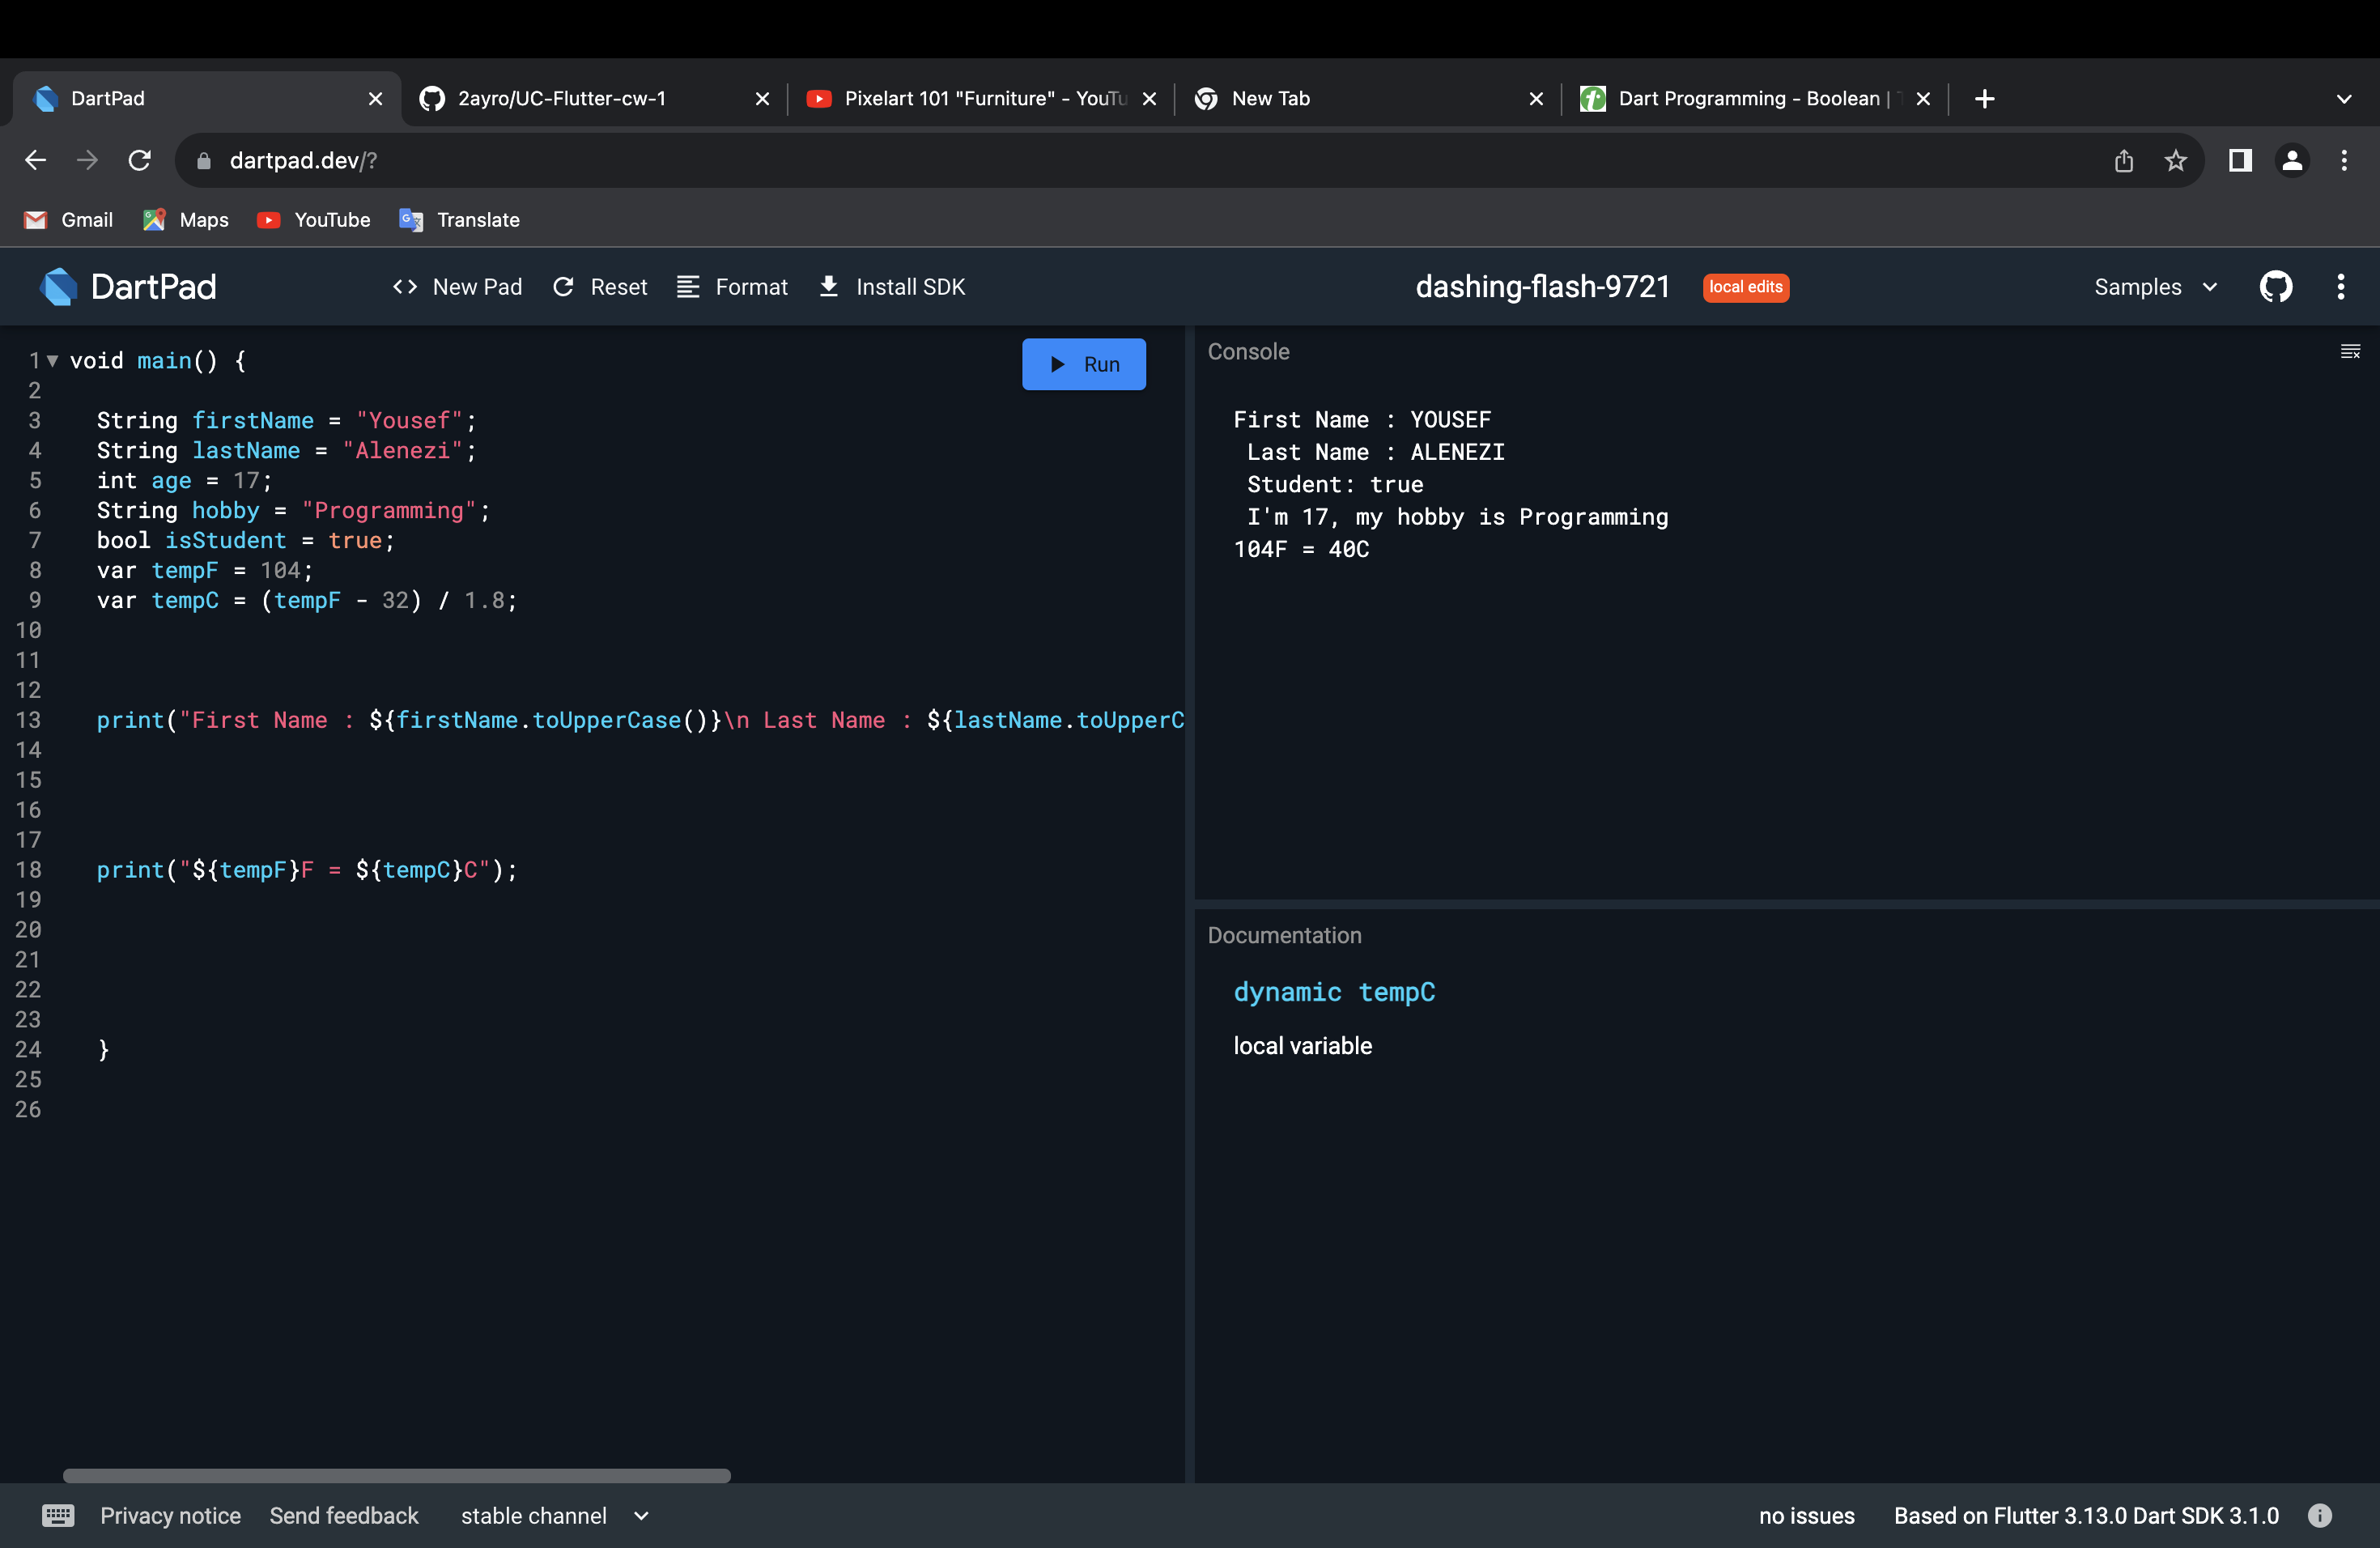 DartPad
2ayro/UC-Flutter-cw-1
Pixelart 101 "Furniture" - YouTu
New Tab
Dart Programming - Boolean |
dartpad.dev/?
Gmail
Maps
YouTube
Translate
DartPad
New Pad
Reset
Format
Install SDK
dashing-flash-9721
local edits
Samples
Run
1 void main() {
2
3 String firstName = "Yousef";
4 String lastName = "Alenezi";
5 int age = 17;
6 String hobby = "Programming";
7 bool isStudent = true;
8 var tempF = 104;
9 var tempC = (tempF - 32) / 1.8;
10
11
12
13 print("First Name : ${firstName.toUpperCase()}\n Last Name : ${lastName.toUpperC
14
15
16
17
18 print("${tempF}F = ${tempC}C");
19
20
21
22
23
24 }
25
26
Console
First Name : YOUSEF
Last Name : ALENEZI
Student: true
I'm 17, my hobby is Programming
104F = 40C
Documentation
dynamic tempC
local variable
Privacy notice
Send feedback
stable channel
no issues
Based on Flutter 3.13.0 Dart SDK 3.1.0